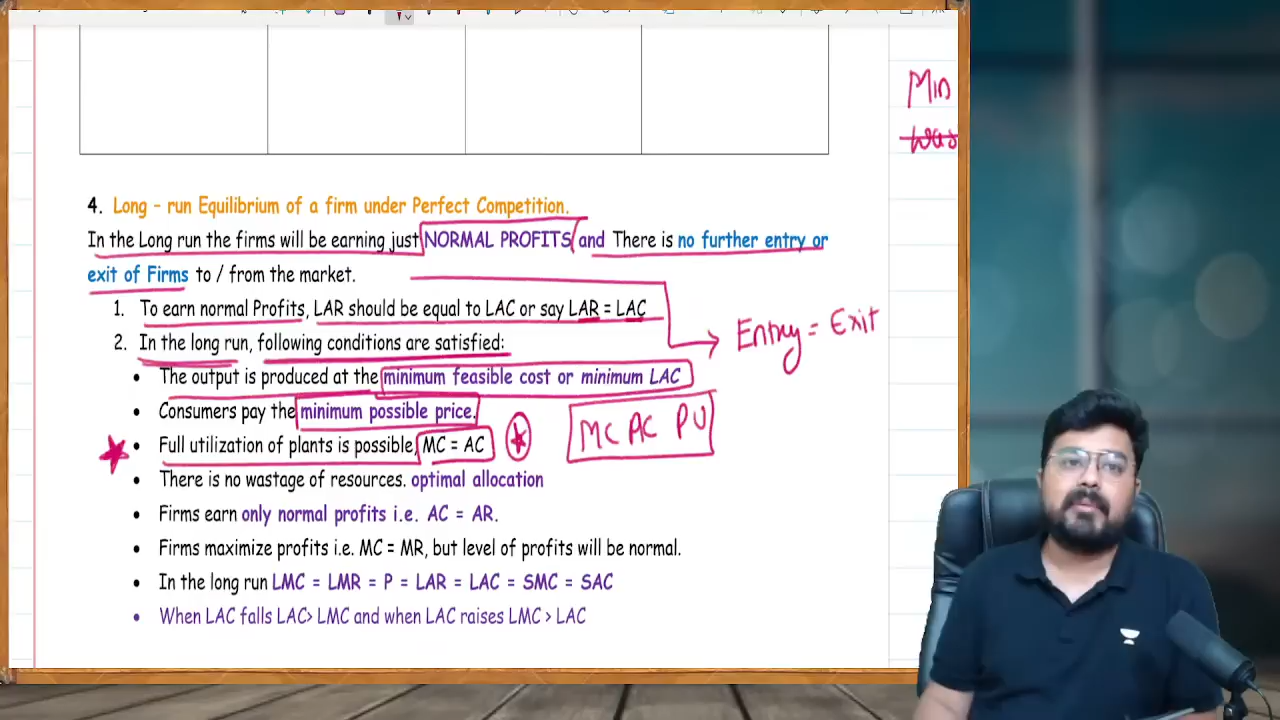 Min
4. Long - run Equilibrium of a firm under Perfect Competition.
In the Long run the firms will be earning just NORMAL PROFITS and There is no further entry or
exit of Firms to / from the market.
1. To earn normal Profits, LAR should be equal to LAC or say LAR = LAC
Entry = Exit
2. In the long run, following conditions are satisfied:
• The output is produced at the minimum feasible cost or minimum LAC
• Consumers pay the minimum possible price.
MC AC PU
• Full utilization of plants is possible, MC = AC
• There is no wastage of resources. optimal allocation
• Firms earn only normal profits i.e. AC = AR.
• Firms maximize profits i.e. MC = MR, but level of profits will be normal.
• In the long run LMC = LMR = P = LAR = LAC = SMC = SAC
• When LAC falls LAC> LMC and when LAC raises LMC > LAC